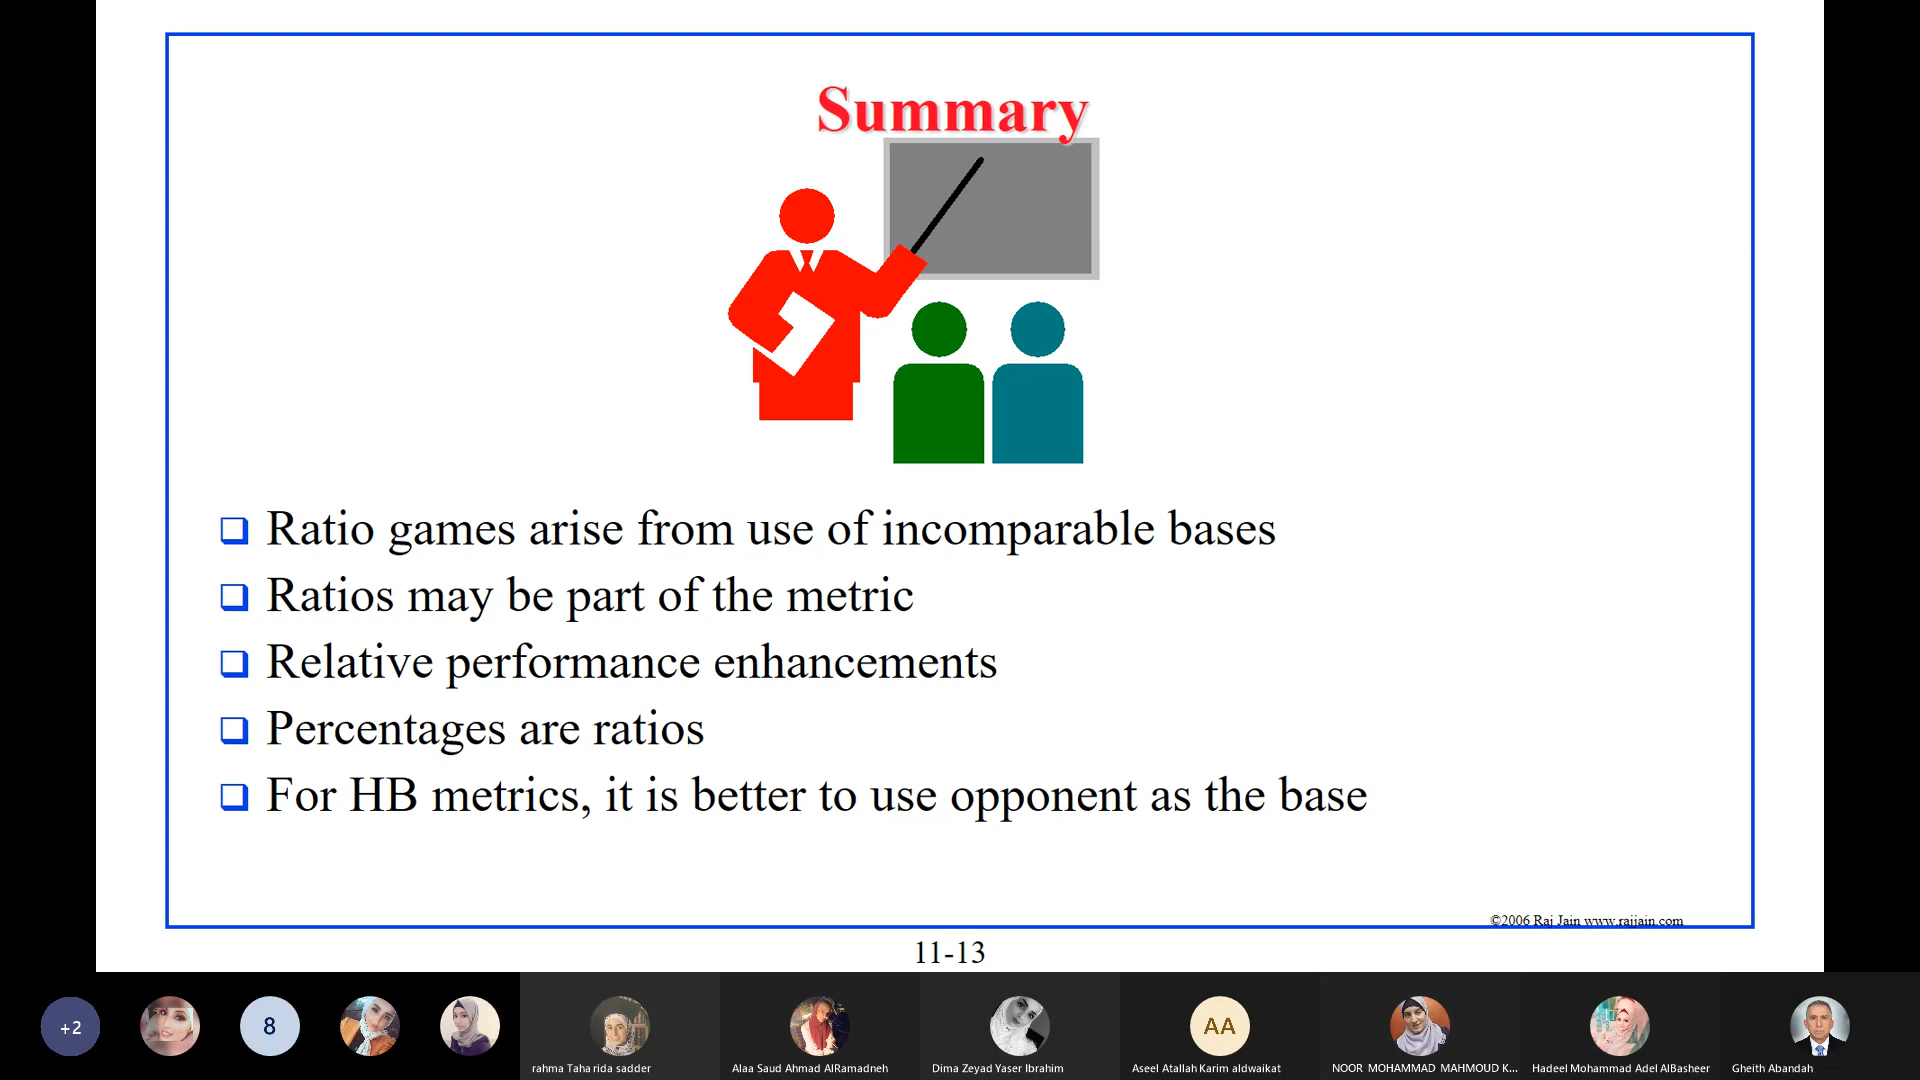 Summary
Ratio games arise from use of incomparable bases
Ratios may be part of the metric
Relative performance enhancements
Percentages are ratios
For HB metrics, it is better to use opponent as the base
©2006 Raj Jain www.rajjain.com
11-13
+2
8
AA
rahma Taha rida sadder
Alaa Saud Ahmad AlRamadneh
Dima Zeyad Yaser Ibrahim
Aseel Atallah Karim aldwaikat
NOOR MOHAMMAD MAHMOUD K...
Hadeel Mohammad Adel AlBasheer
Gheith Abandah